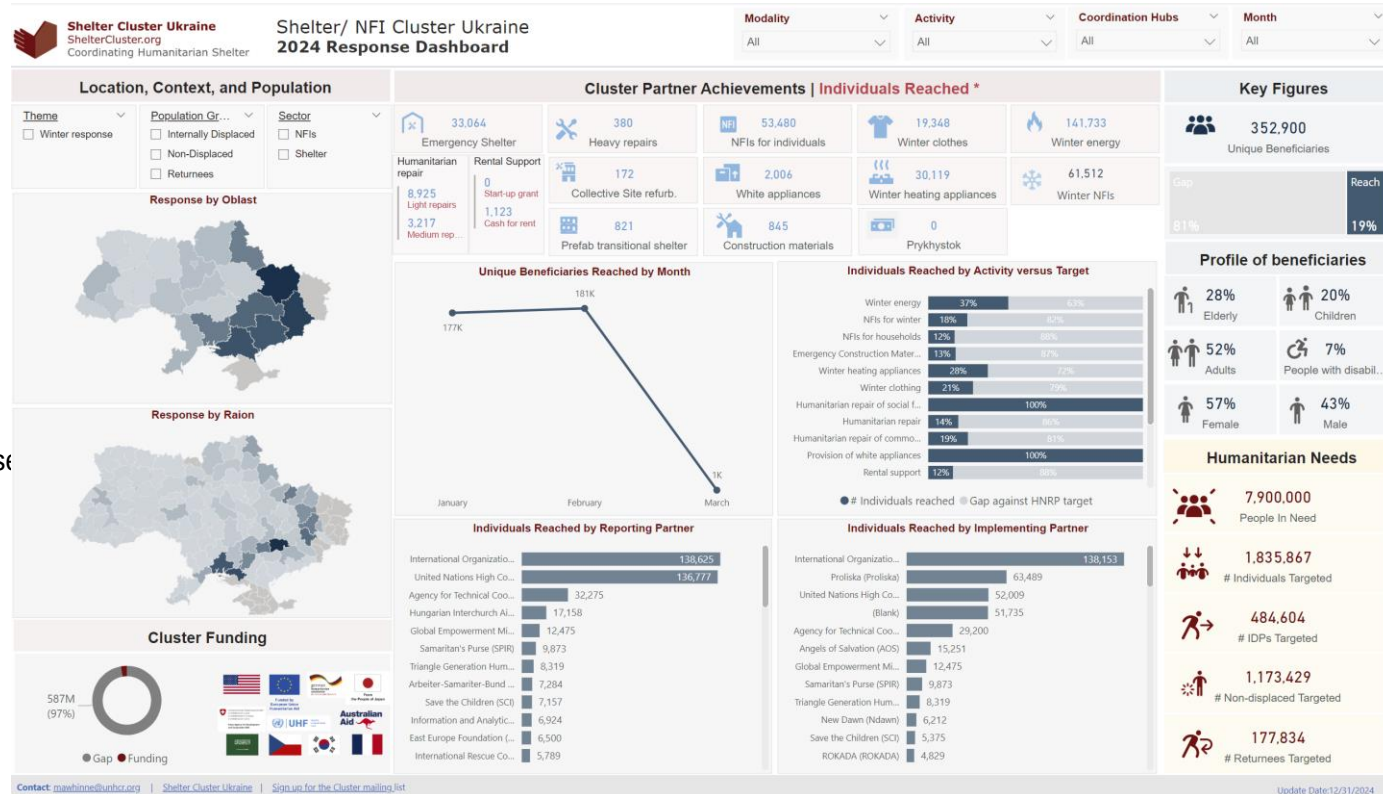 Shelter Cluster Ukraine
ShelterCluster.org
Coordinating Humanitarian Shelter
Shelter/ NFI Cluster Ukraine
2024 Response Dashboard
Modality
All
Activity
All
Coordination Hubs
All
Month
All
Location, Context, and Population
Theme
Winter response
Population Gr...
Internally Displaced
Non-Displaced
Returnees
Sector
NFIs
Shelter
Response by Oblast
Response by Raion
Cluster Funding
587M
(97%)
Gap Funding
UHF
Australian
Aid
Cluster Partner Achievements | Individuals Reached *
33,064
Emergency Shelter
380
Heavy repairs
NFI
53,480
NFIs for individuals
19,348
Winter clothes
141,733
Winter energy
Humanitarian
repair
8,925
Light repairs
3,217
Medium rep...
Rental Support
0
Start-up grant
1,123
Cash for rent
172
Collective Site refurb.
2,006
White appliances
30,119
Winter heating appliances
61,512
Winter NFIs
821
Prefab transitional shelter
845
Construction materials
0
Prykhystok
Unique Beneficiaries Reached by Month
177K
181K
1K
January February March
Individuals Reached by Activity versus Target
Winter energy 37% 63%
NFIs for winter 18% 82%
NFIs for households 12% 88%
Emergency Construction Mater... 13% 87%
Winter heating appliances 28% 72%
Winter clothing 21% 79%
Humanitarian repair of social f... 100%
Humanitarian repair 14% 86%
Humanitarian repair of commo... 19% 81%
Provision of white appliances 100%
Rental support 12% 88%
# Individuals reached Gap against HNRP target
Individuals Reached by Reporting Partner
International Organizatio... 138,625
United Nations High Co... 136,777
Agency for Technical Coo... 32,275
Hungarian Interchurch Ai... 17,158
Global Empowerment Mi... 12,475
Samaritan's Purse (SPIR) 9,873
Triangle Generation Hum... 8,319
Arbeiter-Samariter-Bund ... 7,284
Save the Children (SCI) 7,157
Information and Analytic... 6,924
East Europe Foundation (... 6,500
International Rescue Co... 5,789
Individuals Reached by Implementing Partner
International Organizatio... 138,153
Proliska (Proliska) 63,489
United Nations High Co... 52,009
(Blank) 51,735
Agency for Technical Coo... 29,200
Angels of Salvation (AOS) 15,251
Global Empowerment Mi... 12,475
Samaritan's Purse (SPIR) 9,873
Triangle Generation Hum... 8,319
New Dawn (Ndawn) 6,212
Save the Children (SCI) 5,375
ROKADA (ROKADA) 4,829
Key Figures
352,900
Unique Beneficiaries
Gap
81%
Reach
19%
Profile of beneficiaries
28%
Elderly
20%
Children
52%
Adults
7%
People with disabil...
57%
Female
43%
Male
Humanitarian Needs
7,900,000
People In Need
1,835,867
# Individuals Targeted
484,604
# IDPs Targeted
1,173,429
# Non-displaced Targeted
177,834
# Returnees Targeted
Contact: mawhinne@unhcr.org | Shelter Cluster Ukraine | Sign up for the Cluster mailing list
Update Date:12/31/2024